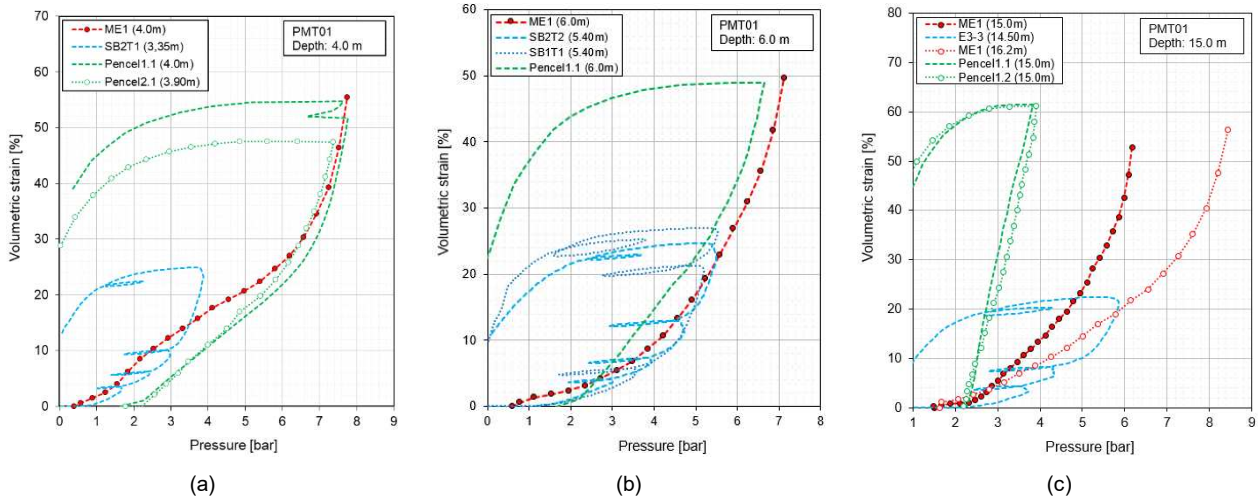 70
60
50
40
30
20
10
0
Volumetric strain [%]
ME1 (4.0m)
SB2T1 (3,35m)
Pencel1.1 (4.0m)
Pencel2.1 (3.90m)
PMT01
Depth: 4.0 m
0 1 2 3 4 5 6 7 8 9
Pressure [bar]
(a)
60
50
40
30
20
10
0
Volumetric strain [%]
ME1 (6.0m)
SB2T2 (5.40m)
SB1T1 (5.40m)
Pencel1.1 (6.0m)
PMT01
Depth: 6.0 m
0 1 2 3 4 5 6 7 8
Pressure [bar]
(b)
80
70
60
50
40
30
20
10
0
Volumetric strain [%]
ME1 (15.0m)
E3-3 (14.50m)
ME1 (16.2m)
Pencel1.1 (15.0m)
Pencel1.2 (15.0m)
PMT01
Depth: 15.0 m
1 2 3 4 5 6 7 8 9
Pressure [bar]
(c)